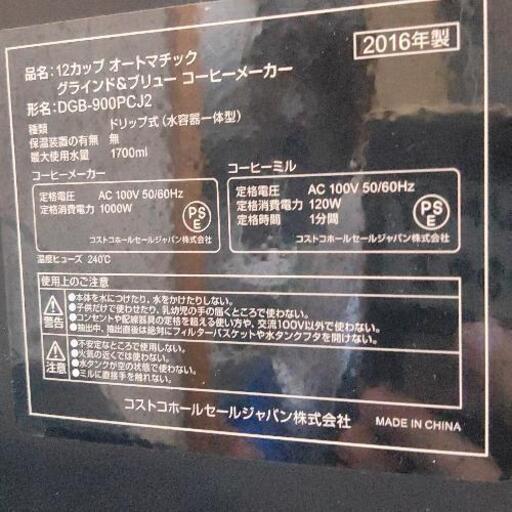 2016年製
品名:12カップ オートマチック
グラインド&ブリュー コーヒーメーカー
形名:DGB-900PCJ2
種類 ドリップ式(水容器一体型)
保温装置の有無 無
最大使用水量 1700ml
コーヒーメーカー
定格電圧 AC 100V 50/60Hz
定格消費電力 1000W
PSE
コストコホールセールジャパン株式会社
コーヒーミル
定格電圧 AC 100V 50/60Hz
定格消費電力 120W
定格時間 1分間
PSE
コストコホールセールジャパン株式会社
温度ヒューズ 240℃
使用上のご注意
警告
●本体を水につけたり、水をかけたりしない。
●子供だけで使わせたり、乳幼児の手の届くところで使わない。
●コンセントや配線器具の定格を超える使い方や、交流100V以外で使わない。
●抽出中、抽出直後は絶対にフィルターバスケットや水タンクフタを開けない。
注意
●不安定なところで使用しない。
●火気の近くでは使わない。
●水タンクが空の状態で使わない。
●ミルに直接手を触れない。
コストコホールセールジャパン株式会社
MADE IN CHINA